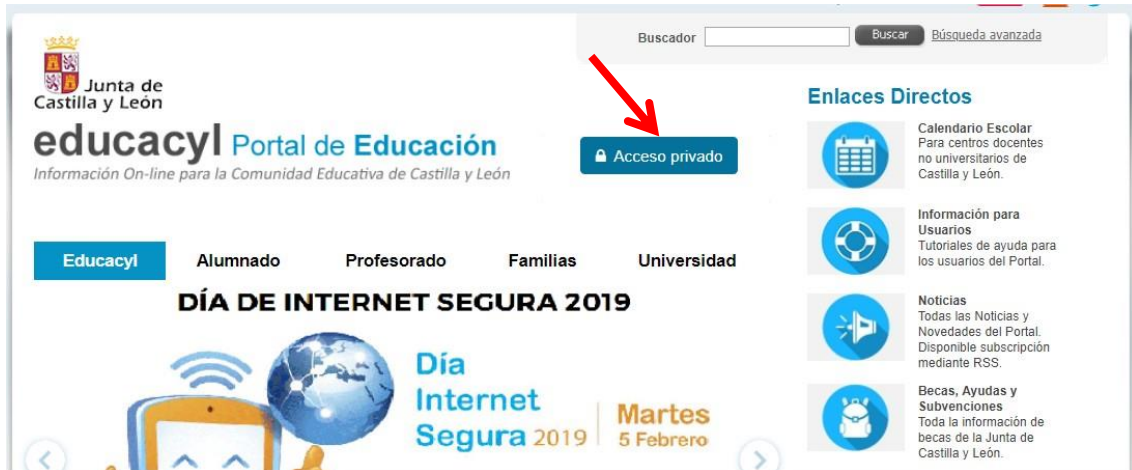 Buscador
Buscar
Búsqueda avanzada
Junta de
Castilla y León
educacyl Portal de Educación
Información On-line para la Comunidad Educativa de Castilla y León
Acceso privado
Educacyl
Alumnado
Profesorado
Familias
Universidad
DÍA DE INTERNET SEGURA 2019
Día
Internet
Segura 2019
Martes
5 Febrero
Enlaces Directos
Calendario Escolar
Para centros docentes
no universitarios de
Castilla y León.
Información para
Usuarios
Tutoriales de ayuda para
los usuarios del Portal.
Noticias
Todas las Noticias y
Novedades del Portal.
Disponible subscripción
mediante RSS.
Becas, Ayudas y
Subvenciones
Toda la información de
becas de la Junta de
Castilla y León.